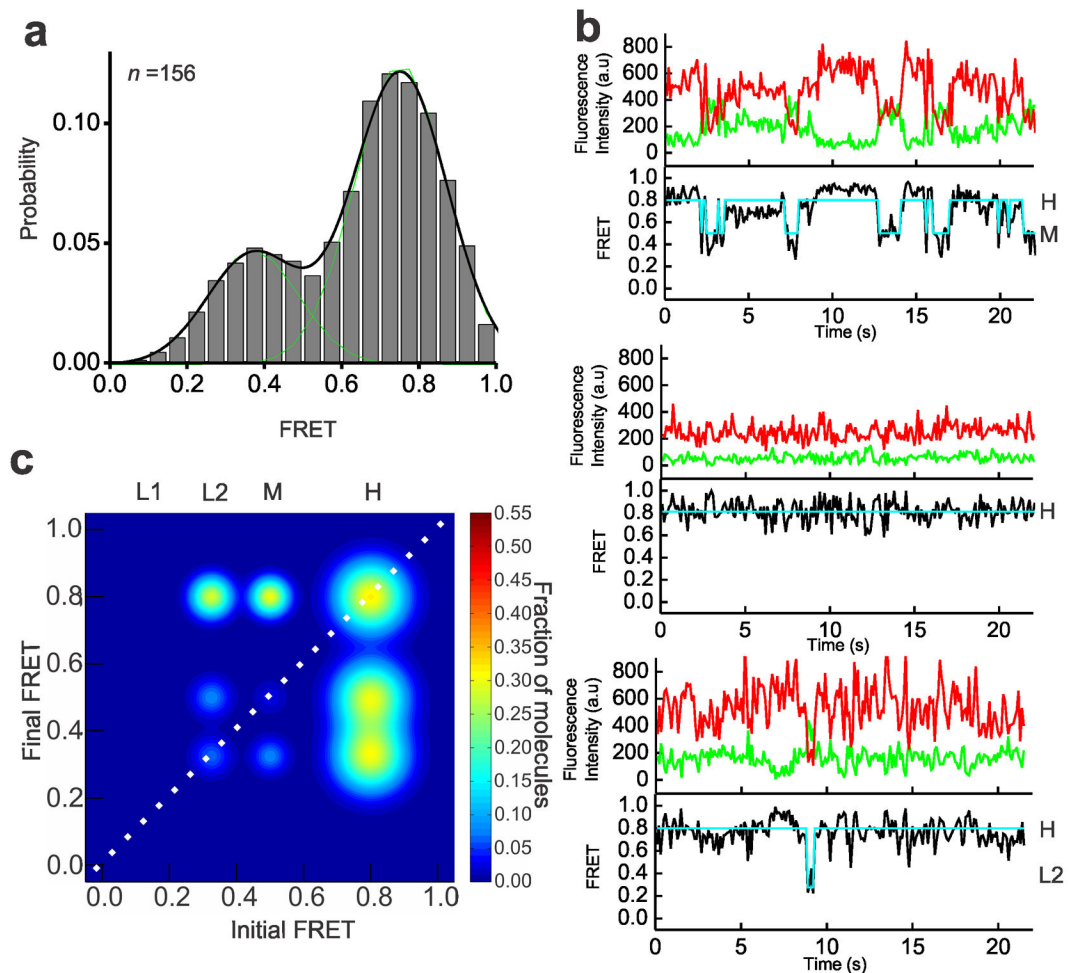 a
n =156
Probability
0.10
0.05
0.00
0.0 0.2 0.4 0.6 0.8 1.0
FRET
b
Fluorescence
Intensity (a.u)
800
600
400
200
0
FRET
1.0
0.8
0.6
0.4
0.2
0.0
H
M
0 5 10 15 20
Time (s)
Fluorescence
Intensity (a.u)
800
600
400
200
0
FRET
1.0
0.8
0.6
0.4
0.2
0.0
H
0 5 10 15 20
Time (s)
Fluorescence
Intensity (a.u)
800
600
400
200
0
FRET
1.0
0.8
0.6
0.4
0.2
0.0
H
L2
0 5 10 15 20
Time (s)
c
L1 L2 M H
Final FRET
1.0
0.8
0.6
0.4
0.2
0.0
0.0 0.2 0.4 0.6 0.8 1.0
Initial FRET
0.55
0.50
0.45
0.40
0.35
0.30
0.25
0.20
0.15
0.10
0.05
0.00
Fraction of molecules